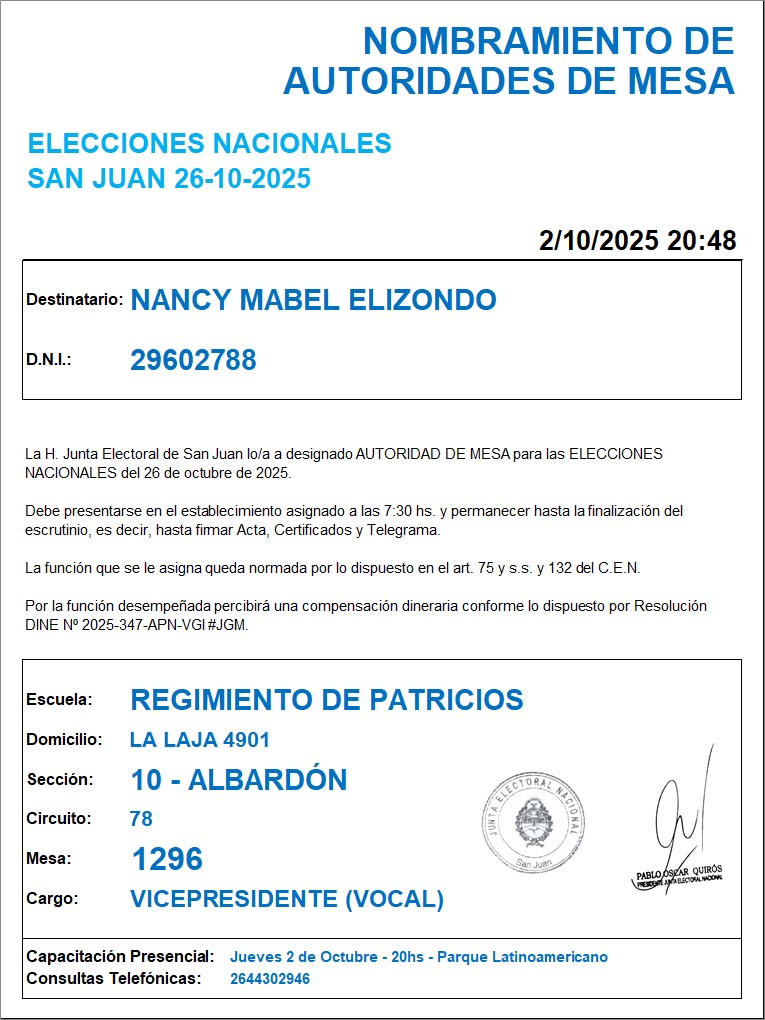 NOMBRAMIENTO DE
AUTORIDADES DE MESA
ELECCIONES NACIONALES
SAN JUAN 26-10-2025
2/10/2025 20:48
Destinatario: NANCY MABEL ELIZONDO
D.N.I.: 29602788
La H. Junta Electoral de San Juan lo/a a designado AUTORIDAD DE MESA para las ELECCIONES
NACIONALES del 26 de octubre de 2025.
Debe presentarse en el establecimiento asignado a las 7:30 hs. y permanecer hasta la finalización del
escrutinio, es decir, hasta firmar Acta, Certificados y Telegrama.
La función que se le asigna queda normada por lo dispuesto en el art. 75 y s.s. y 132 del C.E.N.
Por la función desempeñada percibirá una compensación dineraria conforme lo dispuesto por Resolución
DINE Nº 2025-347-APN-VGI #JGM.
Escuela: REGIMIENTO DE PATRICIOS
Domicilio: LA LAJA 4901
Sección: 10 - ALBARDÓN
Circuito: 78
Mesa: 1296
Cargo: VICEPRESIDENTE (VOCAL)
JUNTA ELECTORAL NACIONAL
San Juan
PABLO OSCAR QUIRÓS
PRESIDENTE JUNTA ELECTORAL NACIONAL
Capacitación Presencial: Jueves 2 de Octubre - 20hs - Parque Latinoamericano
Consultas Telefónicas: 2644302946